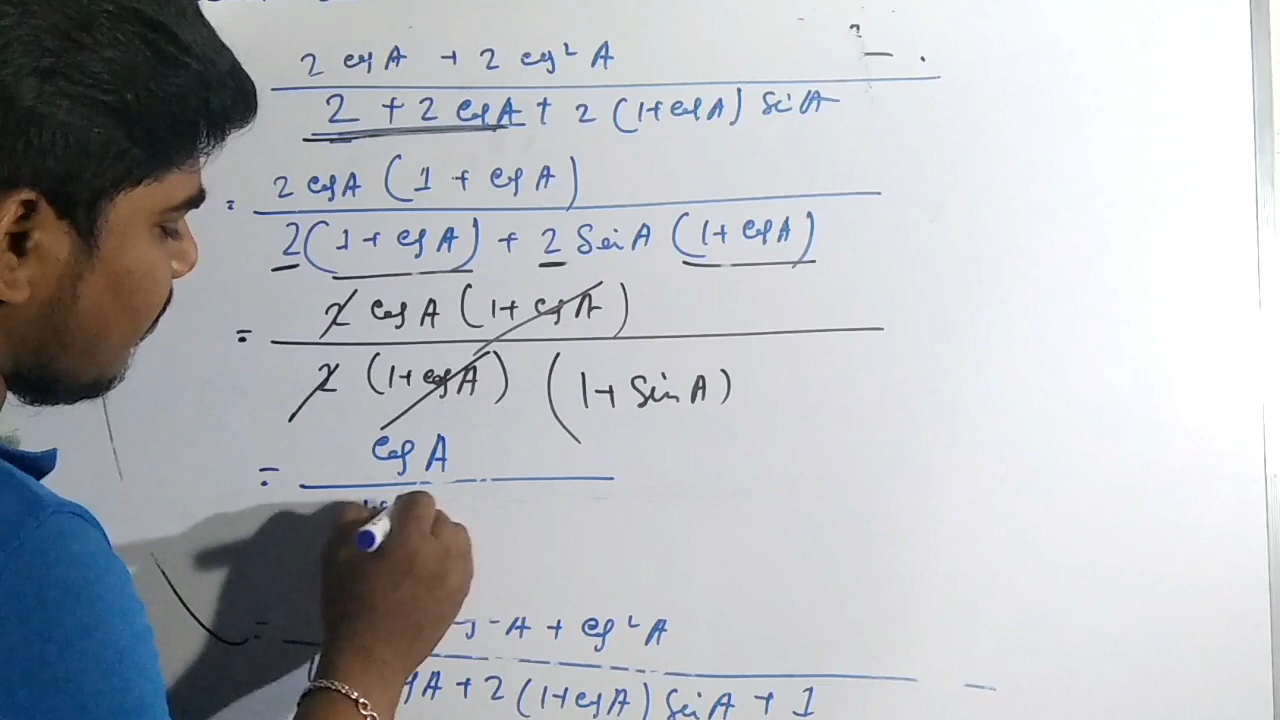 2 cos A + 2 cos² A
2 + 2 cos A + 2 (1+cos A) Sin A
= 2 cos A (1 + cos A)
2 (1 + cos A) + 2 Sin A (1+ cos A)
= 2 cos A (1+ cos A)
2 (1+ cos A) (1+ Sin A)
= cos A
A + cos² A
A + 2 (1+cos A) Sin A + 1